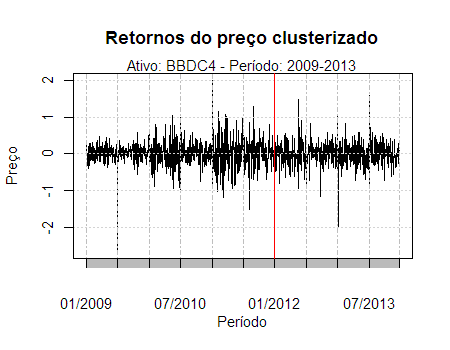 Retornos do preço clusterizado
Ativo: BBDC4 - Período: 2009-2013
Preço
2
1
0
-1
-2
01/2009 07/2010 01/2012 07/2013
Período